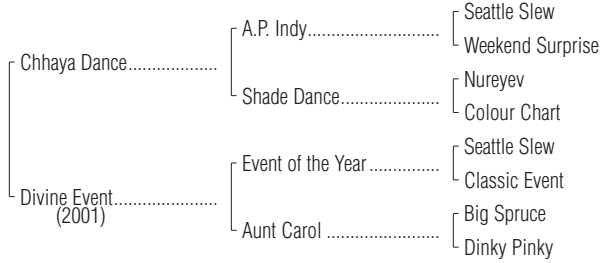 Seattle Slew
A.P. Indy..............................
Weekend Surprise
Chhaya Dance....................
Nureyev
Shade Dance.......................
Colour Chart
Seattle Slew
Event of the Year ................
Classic Event
Divine Event.......................
(2001)
Big Spruce
Aunt Carol ..........................
Dinky Pinky